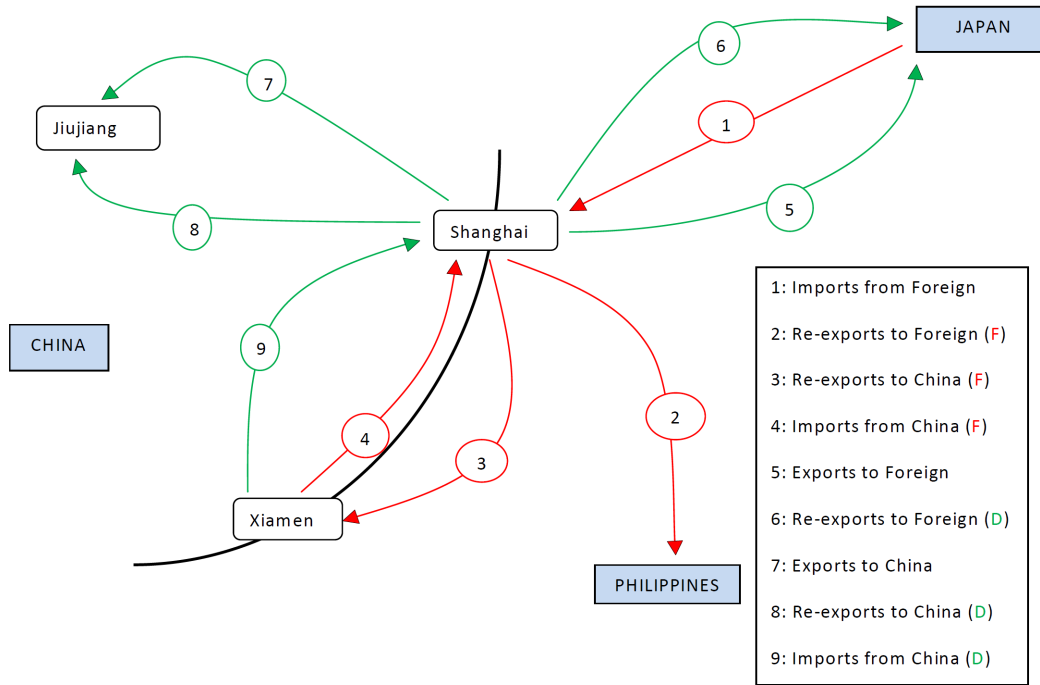 JAPAN
6
7
1
Jiujiang
5
8
Shanghai
1: Imports from Foreign
2: Re-exports to Foreign (F)
3: Re-exports to China (F)
4: Imports from China (F)
5: Exports to Foreign
6: Re-exports to Foreign (D)
7: Exports to China
8: Re-exports to China (D)
9: Imports from China (D)
CHINA
9
2
4
3
Xiamen
PHILIPPINES